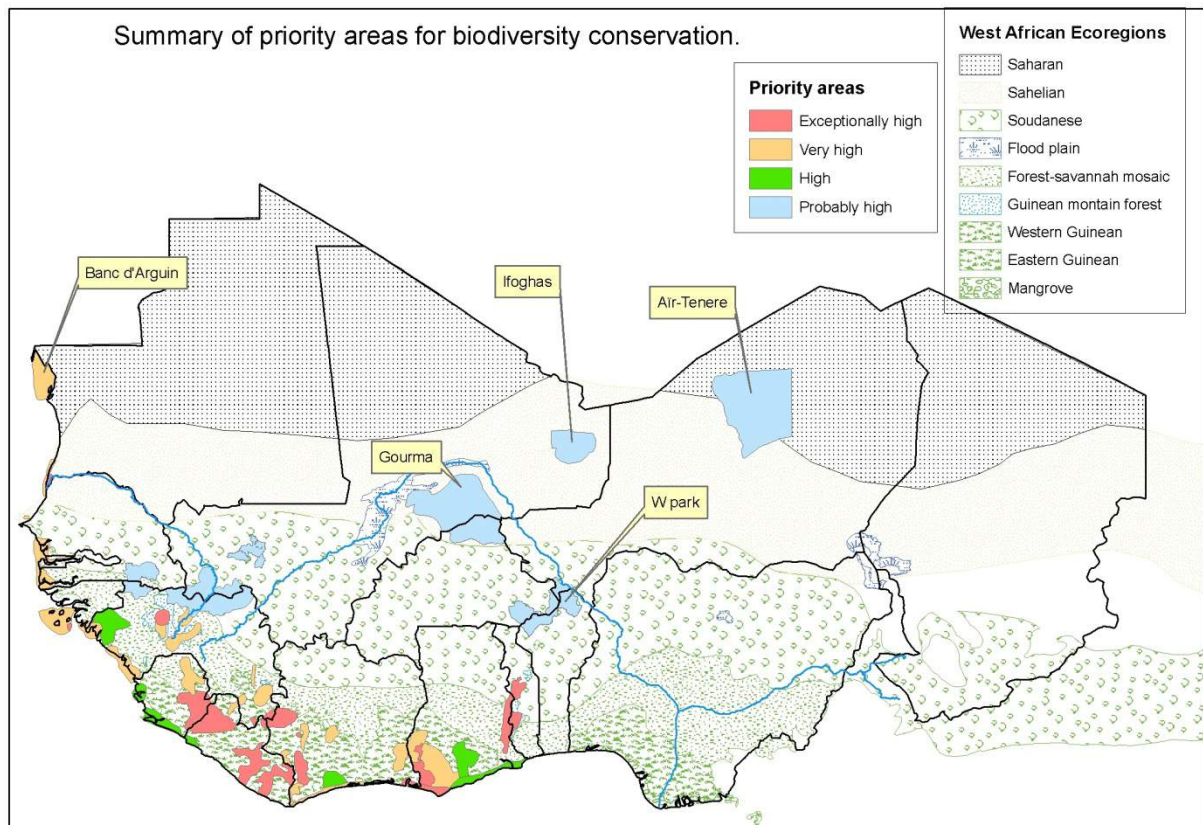 Summary of priority areas for biodiversity conservation.
West African Ecoregions
Saharan
Sahelian
Soudanese
Flood plain
Forest-savannah mosaic
Guinean montain forest
Western Guinean
Eastern Guinean
Mangrove
Priority areas
Exceptionally high
Very high
High
Probably high
Banc d'Arguin
Ifoghas
Aïr-Tenere
Gourma
W park